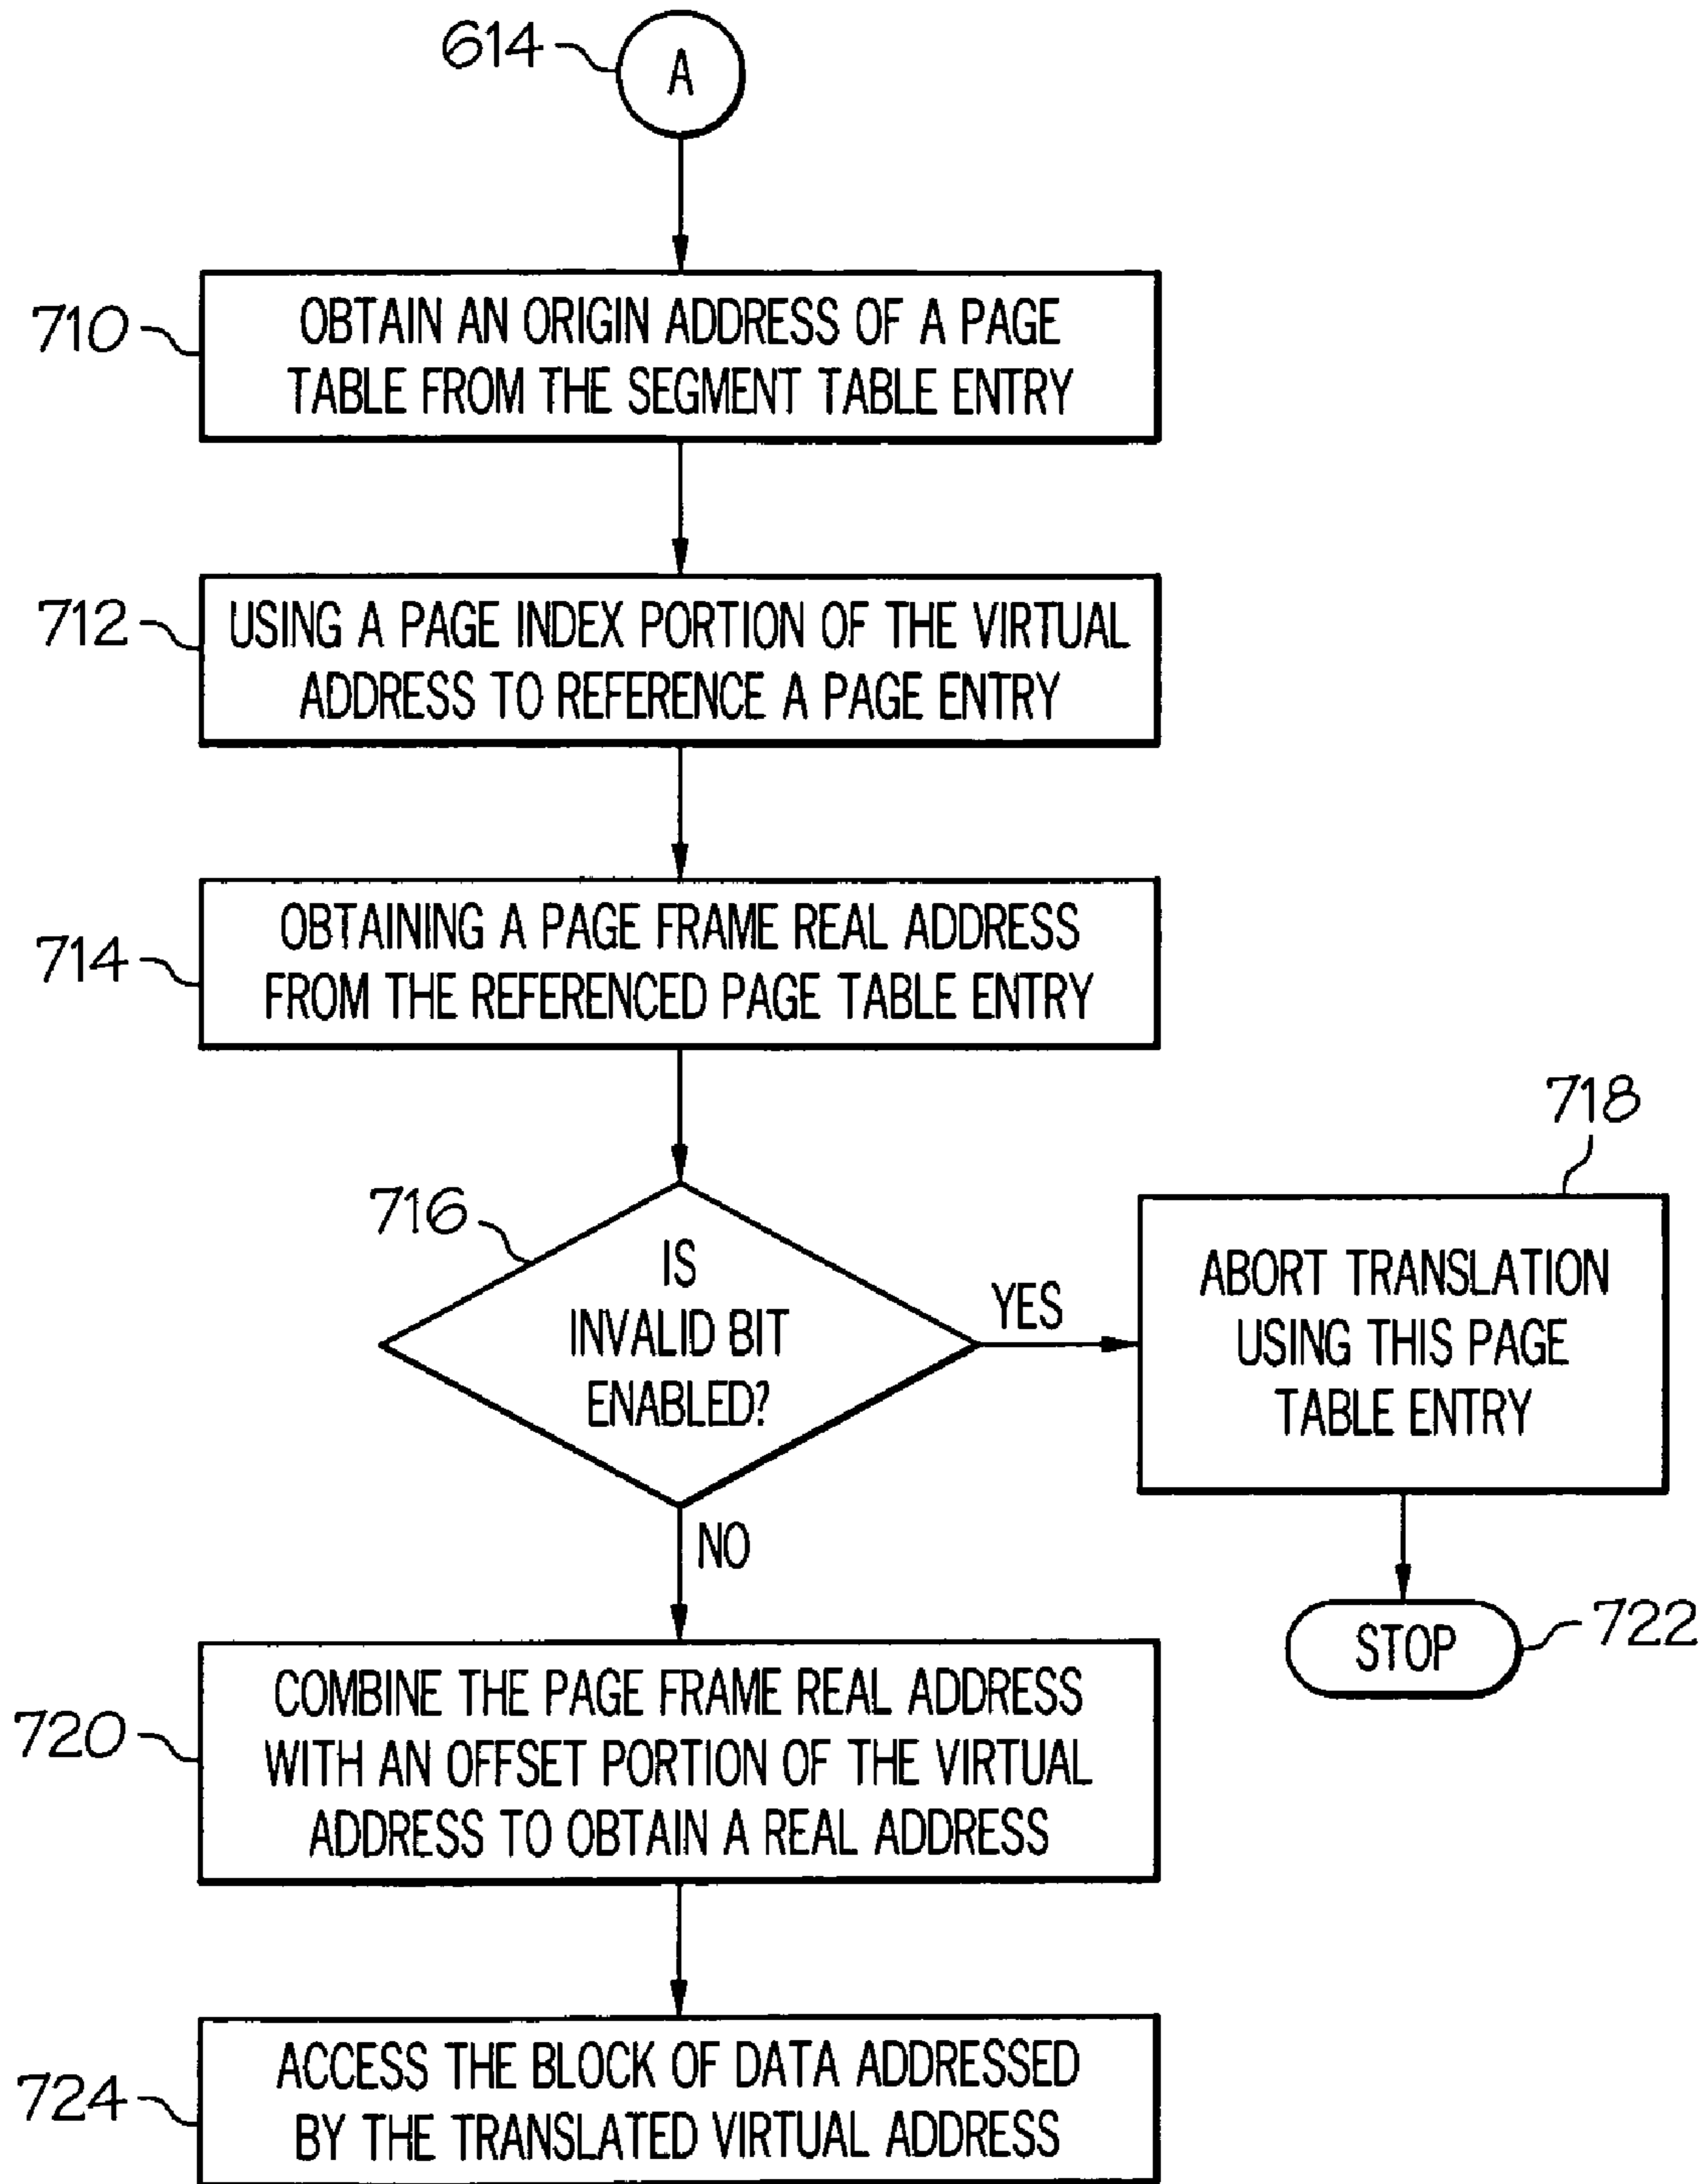 614
A
710
OBTAIN AN ORIGIN ADDRESS OF A PAGE
TABLE FROM THE SEGMENT TABLE ENTRY
712
USING A PAGE INDEX PORTION OF THE VIRTUAL
ADDRESS TO REFERENCE A PAGE ENTRY
714
OBTAINING A PAGE FRAME REAL ADDRESS
FROM THE REFERENCED PAGE TABLE ENTRY
716
IS
INVALID BIT
ENABLED?
YES
718
ABORT TRANSLATION
USING THIS PAGE
TABLE ENTRY
NO
STOP
722
720
COMBINE THE PAGE FRAME REAL ADDRESS
WITH AN OFFSET PORTION OF THE VIRTUAL
ADDRESS TO OBTAIN A REAL ADDRESS
724
ACCESS THE BLOCK OF DATA ADDRESSED
BY THE TRANSLATED VIRTUAL ADDRESS